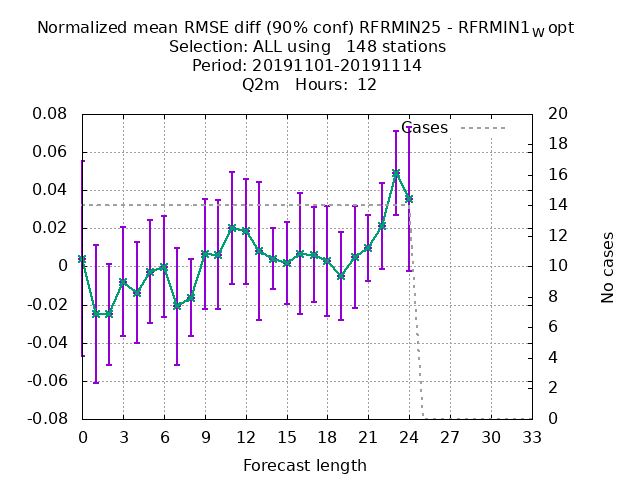 Normalized mean RMSE diff (90% conf) RFRMIN25 - RFRMIN1w opt
Selection: ALL using 148 stations
Period: 20191101-20191114
Q2m Hours: 12
Cases
0.08
0.06
0.04
0.02
0
-0.02
-0.04
-0.06
-0.08
20
18
16
14
12
10
8
6
4
2
0
No cases
0 3 6 9 12 15 18 21 24 27 30 33
Forecast length